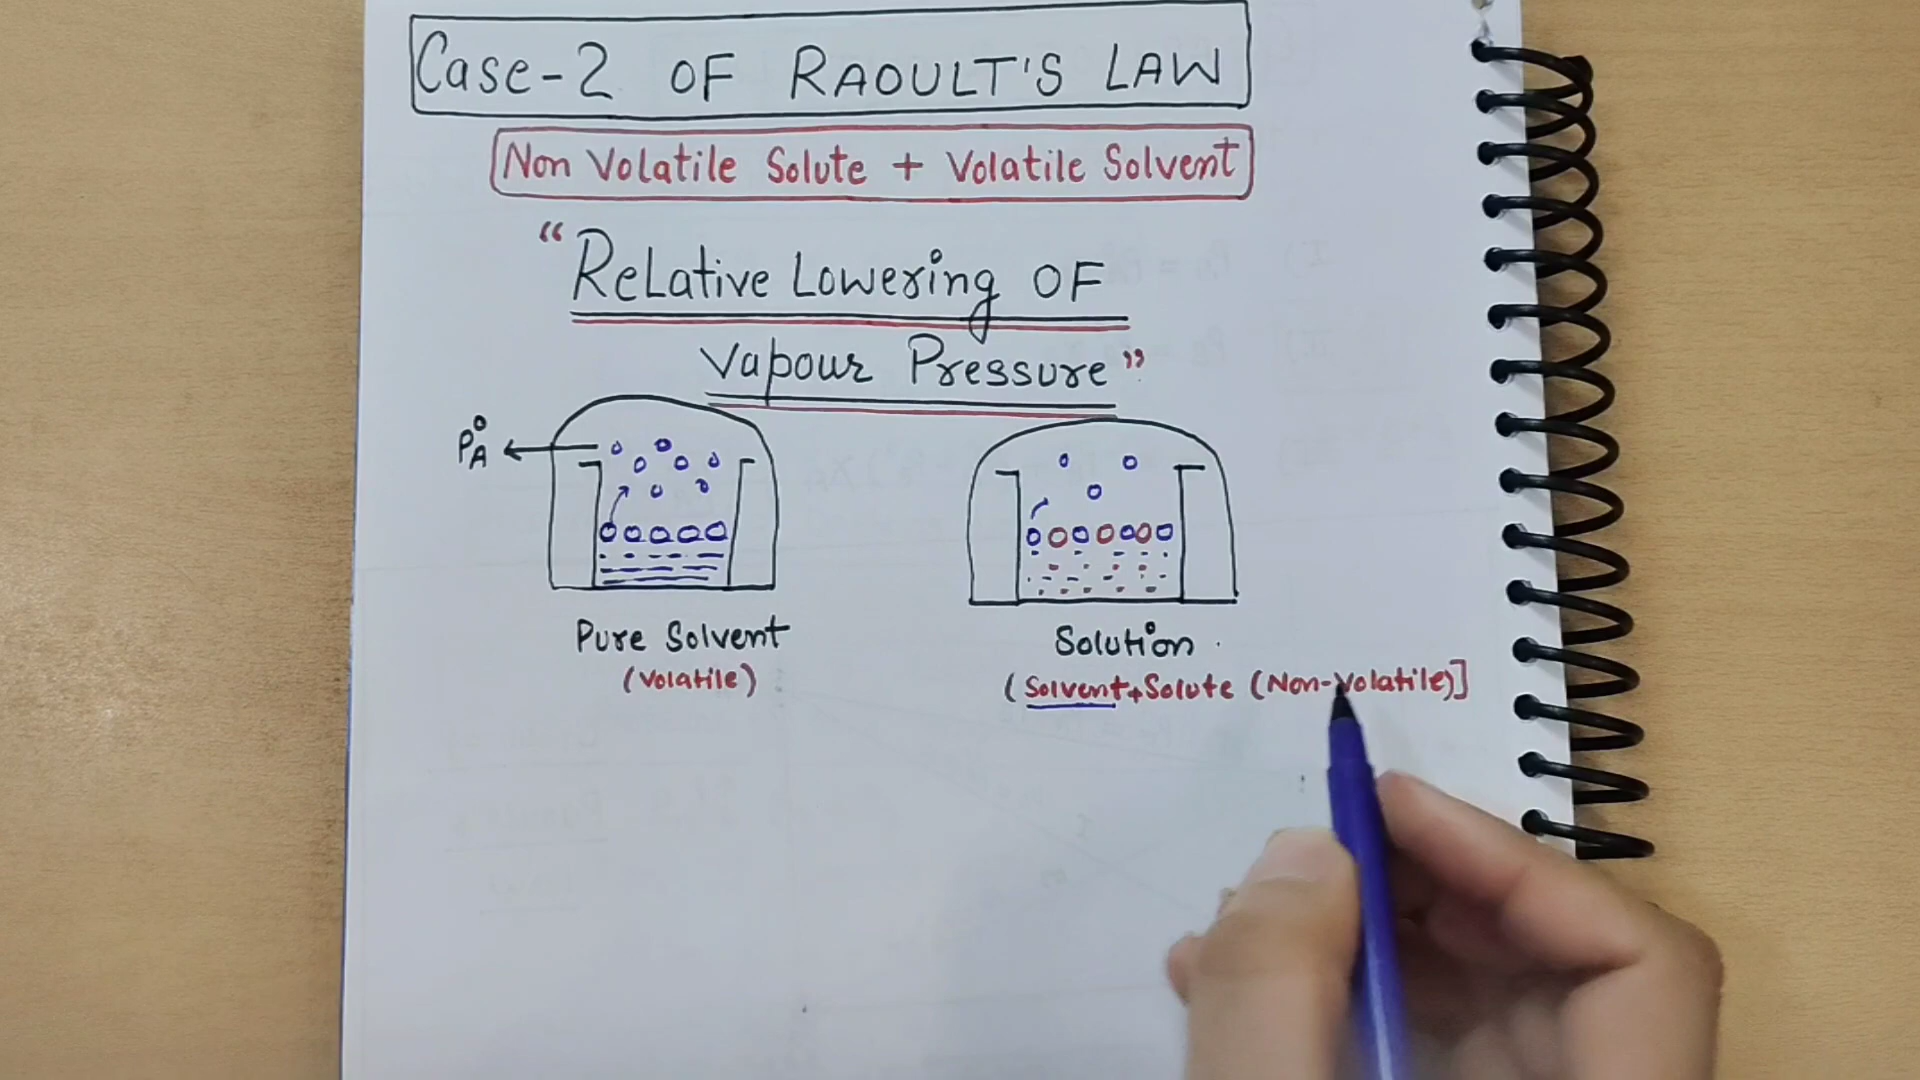 Case-2 OF RAOULT'S LAW
Non Volatile Solute + Volatile Solvent
"Relative Lowering OF
Vapour Pressure"
P°A
Pure Solvent
(Volatile)
Solution
(Solvent+Solute (Non-Volatile)]